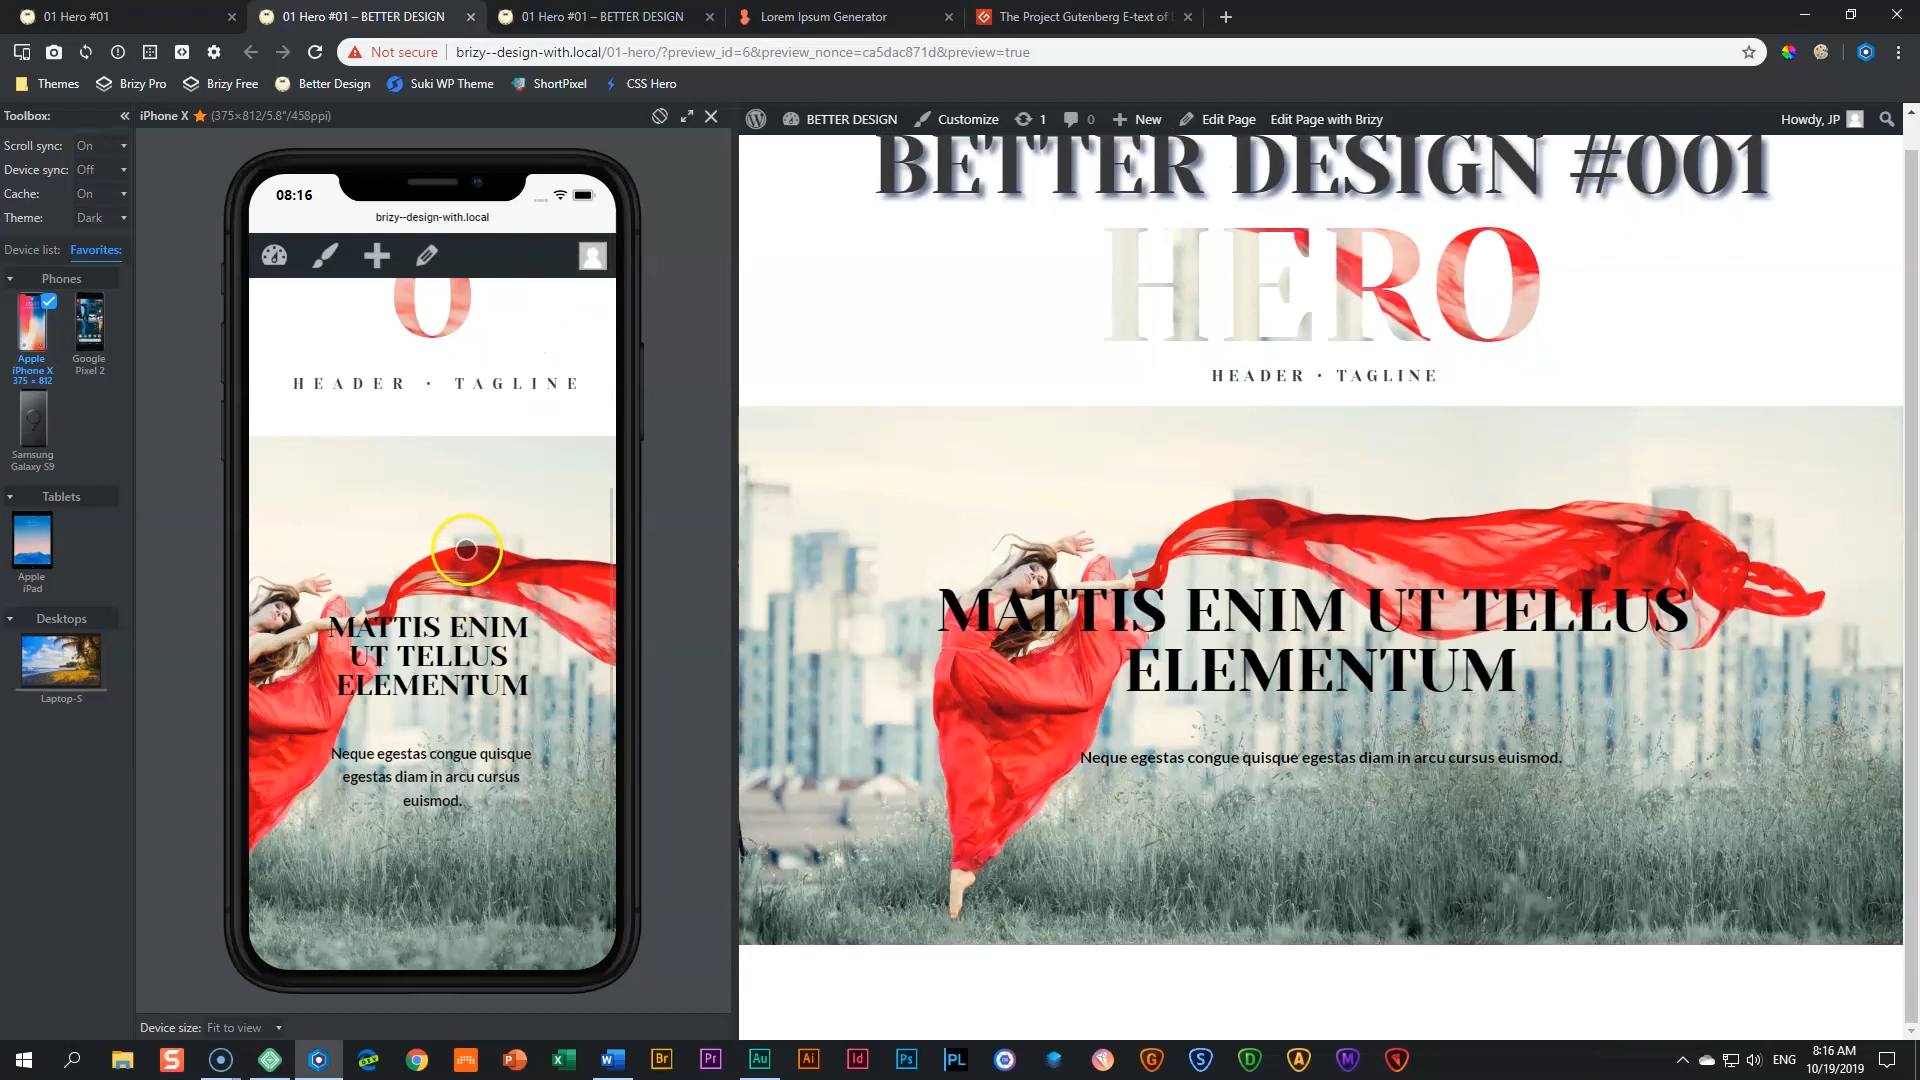 01 Hero #01
01 Hero #01 – BETTER DESIGN
01 Hero #01 – BETTER DESIGN
Lorem Ipsum Generator
The Project Gutenberg E-text of
Not secure
brizy--design-with.local/01-hero/?preview_id=6&preview_nonce=ca5dac871d&preview=true
Themes
Brizy Pro
Brizy Free
Better Design
Suki WP Theme
ShortPixel
CSS Hero
Toolbox:
iPhone X (375×812/5.8"/458ppi)
BETTER DESIGN
Customize
1
0
New
Edit Page
Edit Page with Brizy
Howdy, JP
Scroll sync: On
Device sync: Off
Cache: On
Theme: Dark
Device list: Favorites:
Phones
Apple
iPhone X
375 × 812
Google
Pixel 2
Samsung
Galaxy S9
Tablets
Apple
iPad
Desktops
Laptop-S
08:16
brizy--design-with.local
O
HEADER • TAGLINE
MATTIS ENIM
UT TELLUS
ELEMENTUM
Neque egestas congue quisque
egestas diam in arcu cursus
euismod.
BETTER DESIGN #001
HERO
HEADER • TAGLINE
MATTIS ENIM UT TELLUS
ELEMENTUM
Neque egestas congue quisque egestas diam in arcu cursus euismod.
Device size: Fit to view
S
Br
Pr
Au
Ai
Id
Ps
PL
G
S
D
A
M
ENG
8:16 AM
10/19/2019